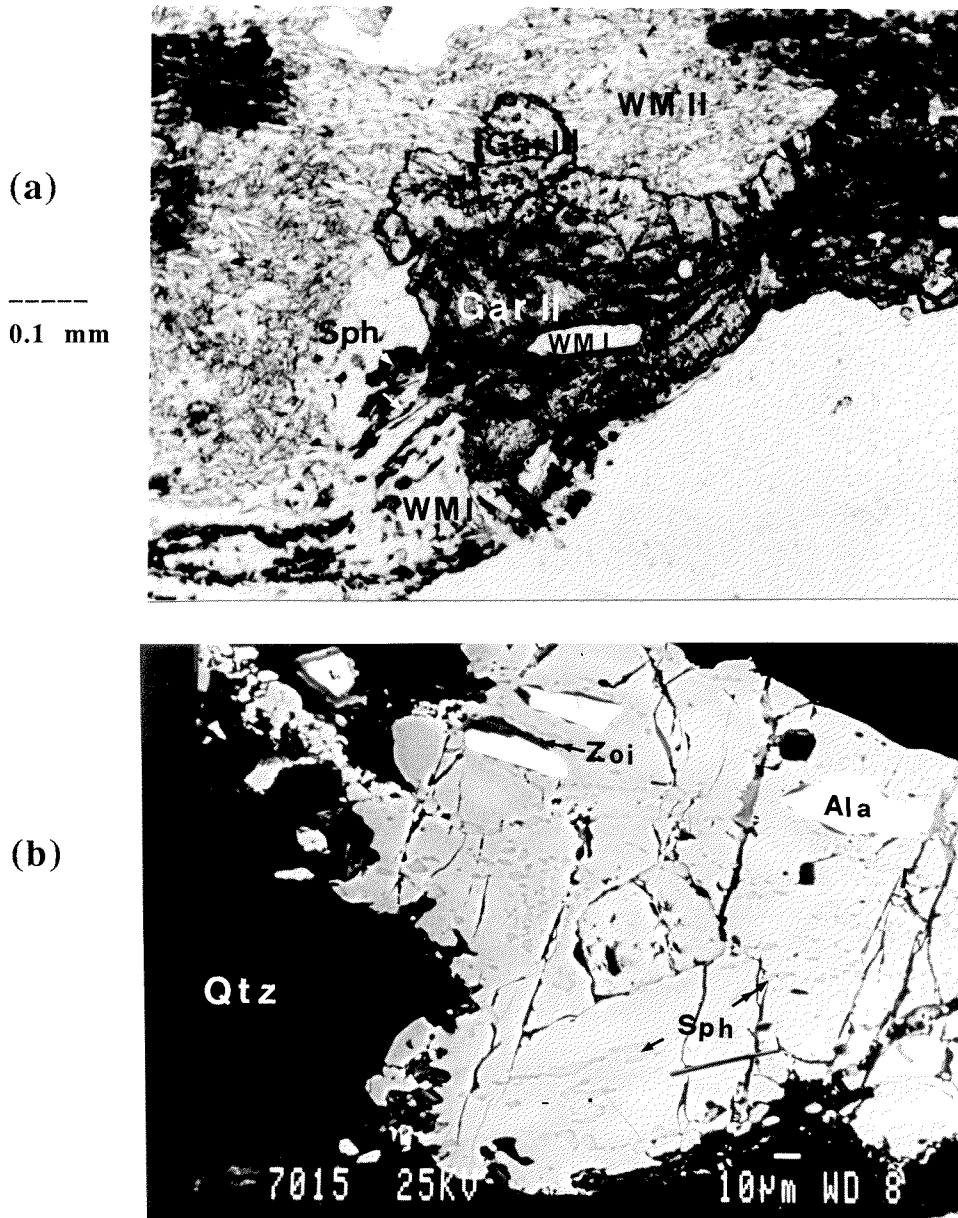 (a)
0.1 mm
WM II
Gar III
Gar II
WM I
Sph
WM I
(b)
Zoi
Ala
Qtz
Sph
7015 25KV 10µm WD 8